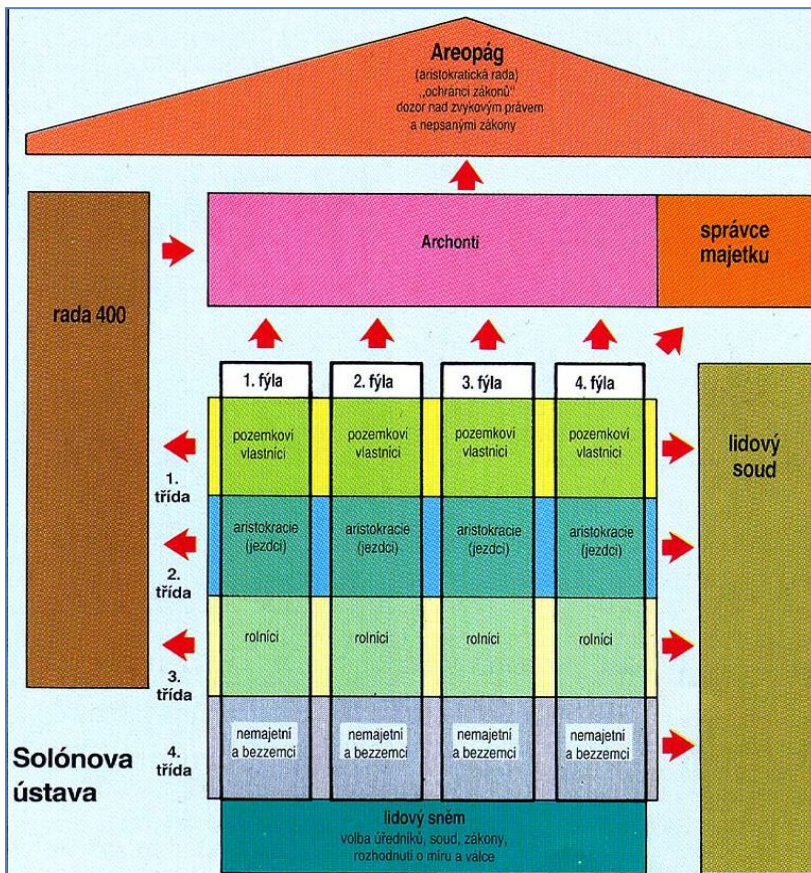 Areopág
(aristokratická rada)
„ochránci zákonů“
dozor nad zvykovým právem
a nepsanými zákony
Archonti
správce
majetku
rada 400
1. fýla
2. fýla
3. fýla
4. fýla
lidový
soud
1.
třída
pozemkoví
vlastníci
pozemkoví
vlastníci
pozemkoví
vlastníci
pozemkoví
vlastníci
2.
třída
aristokracie
(jezdci)
aristokracie
(jezdci)
aristokracie
(jezdci)
aristokracie
(jezdci)
3.
třída
rolníci
rolníci
rolníci
rolníci
4.
třída
nemajetní
a bezzemci
nemajetní
a bezzemci
nemajetní
a bezzemci
nemajetní
a bezzemci
Solónova
ústava
lidový sněm
volba úředníků, soud, zákony,
rozhodnutí o míru a válce